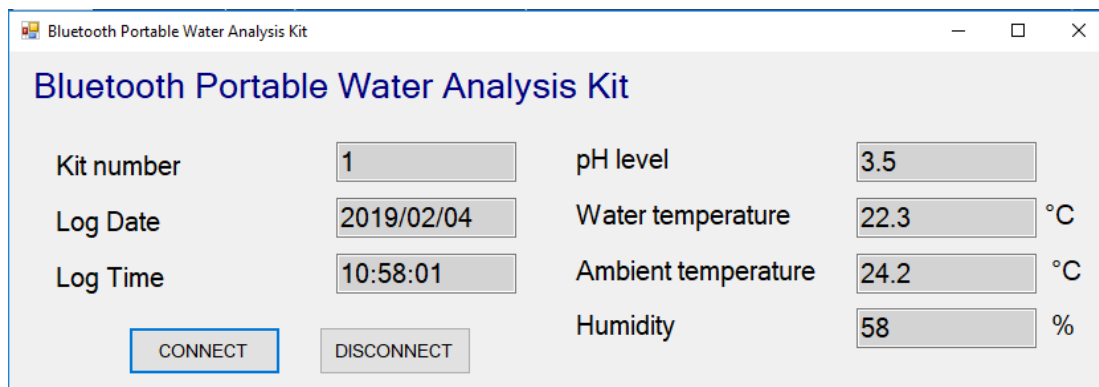 Bluetooth Portable Water Analysis Kit
Bluetooth Portable Water Analysis Kit
Kit number 1
Log Date 2019/02/04
Log Time 10:58:01
CONNECT DISCONNECT
pH level 3.5
Water temperature 22.3 °C
Ambient temperature 24.2 °C
Humidity 58 %